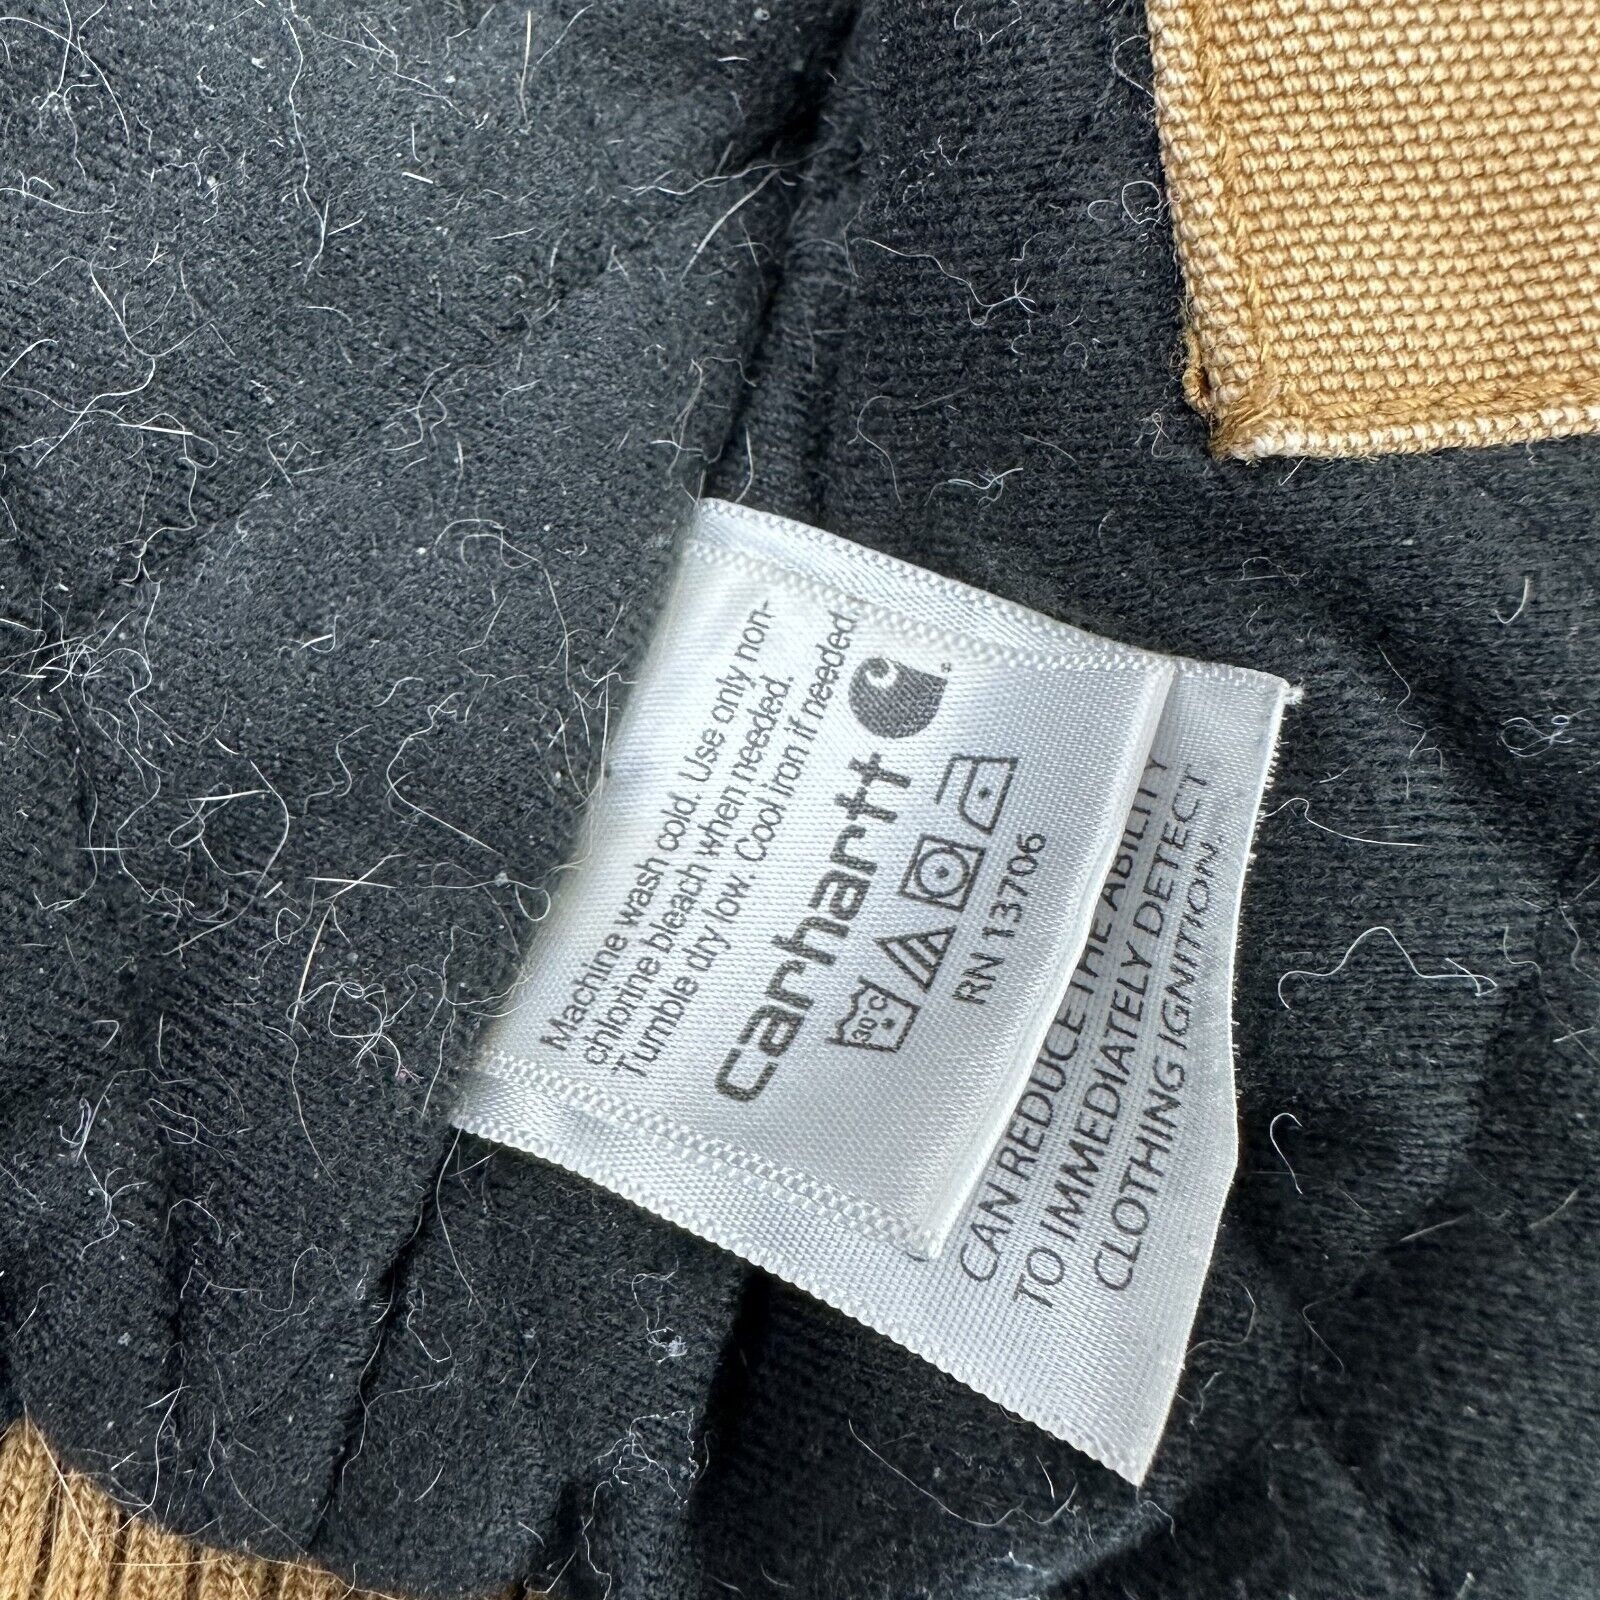 Machine wash cold. Use only non-
chlorine bleach when needed.
Tumble dry low. Cool iron if needed
carhartt
30°C
RN 13706
CAN REDUCE THE ABILITY
TO IMMEDIATELY DETECT
CLOTHING IGNITION.